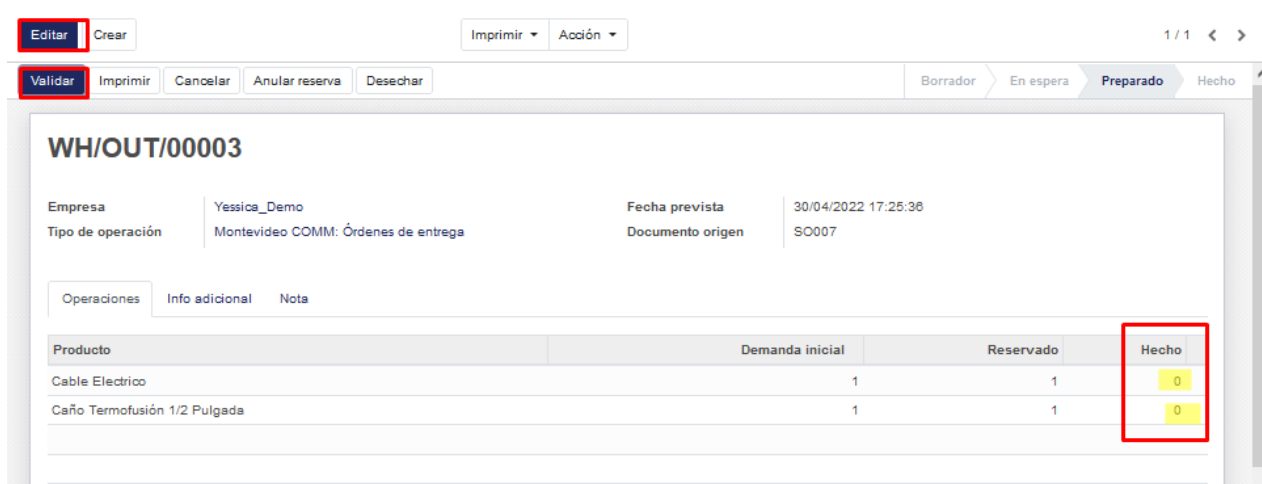 Editar Crear Imprimir Acción 1 / 1
Validar Imprimir Cancelar Anular reserva Desechar Borrador En espera Preparado Hecho
WH/OUT/00003
Empresa Yessica_Demo Fecha prevista 30/04/2022 17:25:36
Tipo de operación Montevideo COMM: Órdenes de entrega Documento origen SO007
Operaciones Info adicional Nota
Producto Demanda inicial Reservado Hecho
Cable Electrico 1 1 0
Caño Termofusión 1/2 Pulgada 1 1 0